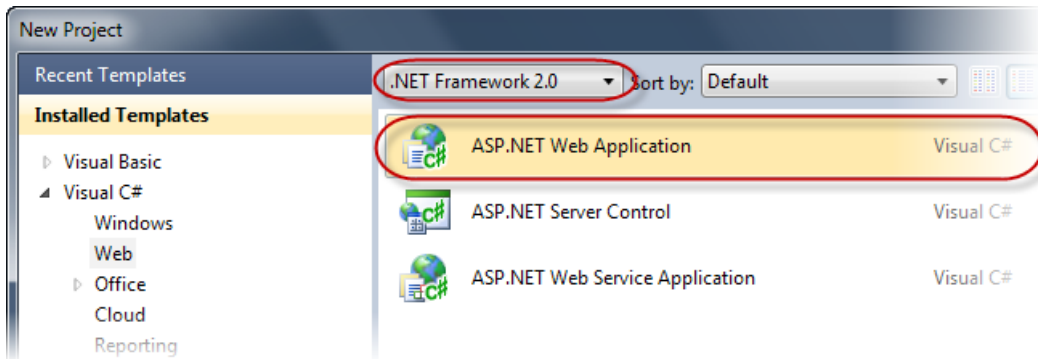 New Project
Recent Templates
.NET Framework 2.0
Sort by: Default
Installed Templates
Visual Basic
Visual C#
Windows
Web
Office
Cloud
Reporting
ASP.NET Web Application Visual C#
ASP.NET Server Control Visual C#
ASP.NET Web Service Application Visual C#